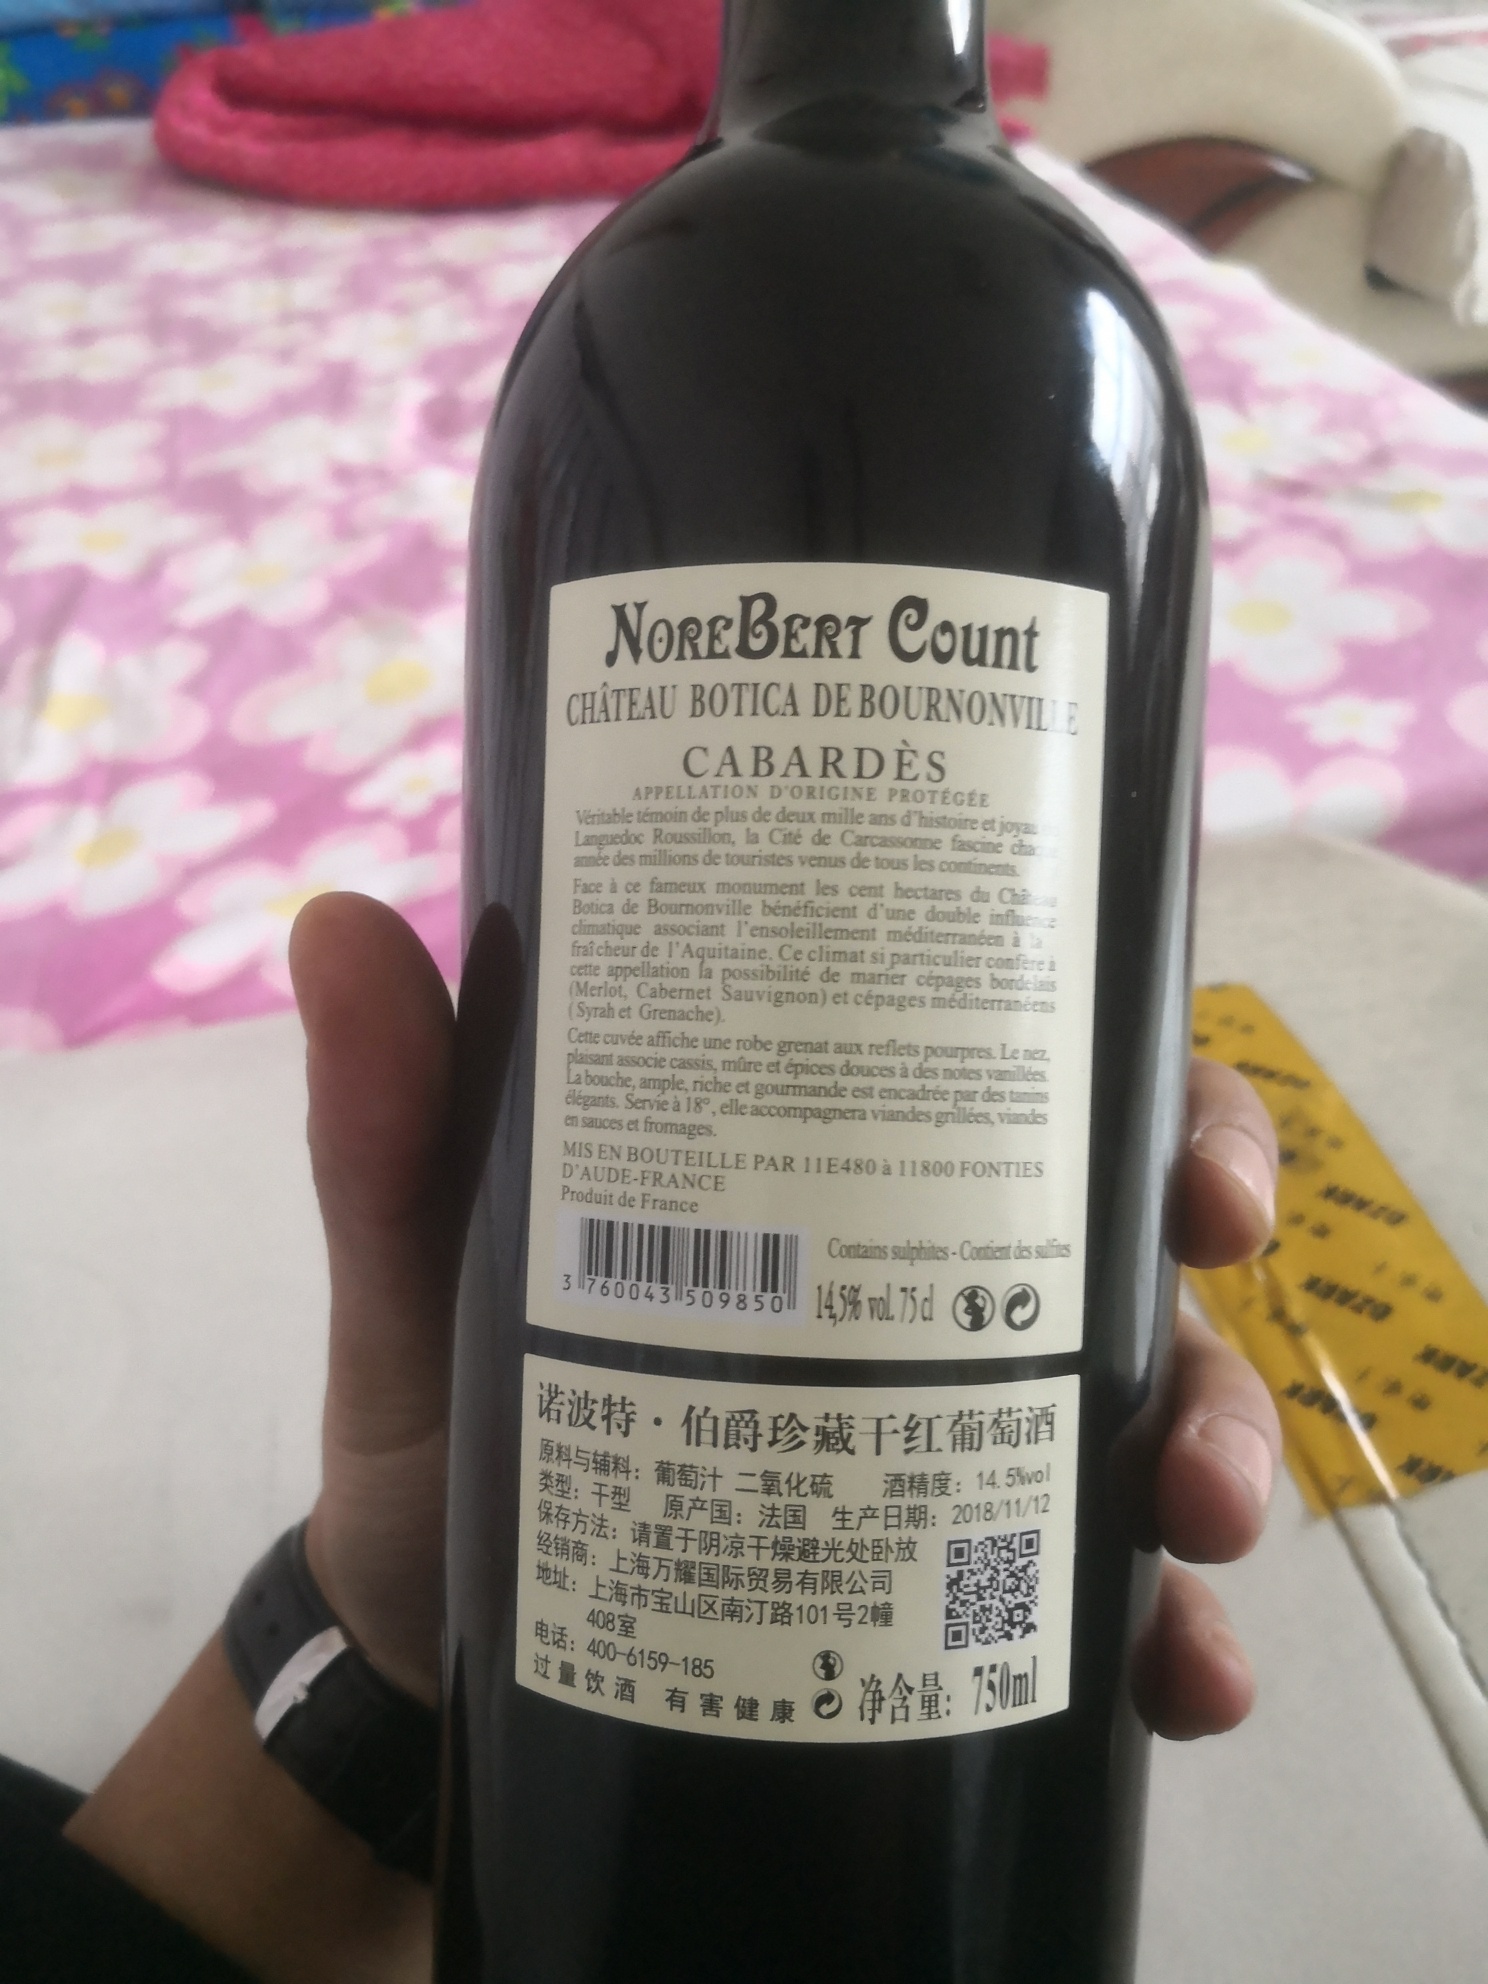 NOREBERT Count
CHÂTEAU BOTICA DE BOURNONVILLE
CABARDÈS
APPELLATION D'ORIGINE PROTÉGÉE
Véritable témoin de plus de deux mille ans d'histoire et
Languedoc Roussillon, la Cité de Carcassonne fascine
année des millions de touristes venus de tous les continents.
Face à ce fameux monument les cent hectares du Château
Botica de Bournonville bénéficient d'une double influence
climatique associant l'ensoleillement méditerranéen à la
fraîcheur de l'Aquitaine. Ce climat si particulier confère à
cette appellation la possibilité de marier cépages bordelais
(Merlot, Cabernet Sauvignon) et cépages méditerranéens
(Syrah et Grenache).
Cette cuvée affiche une robe grenat aux reflets pourpres. Le nez,
plaisant associe cassis, mûre et épices douces à des notes vanillées.
La bouche, ample, riche et gourmande est encadrée par des tanins
élégants. Servie à 18°, elle accompagnera viandes grillées, viandes
en sauces et fromages.
MIS EN BOUTEILLE PAR 11E480 à 11800 FONTIES
D'AUDE-FRANCE
Produit de France
Contains sulphites - Contient des sulfites
3 760043 509850
14,5% vol. 75 cl
诺波特·伯爵珍藏干红葡萄酒
原料与辅料：葡萄汁 二氧化硫 酒精度：14.5%vol
类型：干型 原产国：法国 生产日期：2018/11/12
保存方法：请置于阴凉干燥避光处卧放
经销商：上海万耀国际贸易有限公司
地址：上海市宝山区南汀路101号2幢
408室
电话：400-6159-185
过量饮酒 有害健康
净含量：750ml
OZARK
OZARK
OZARK